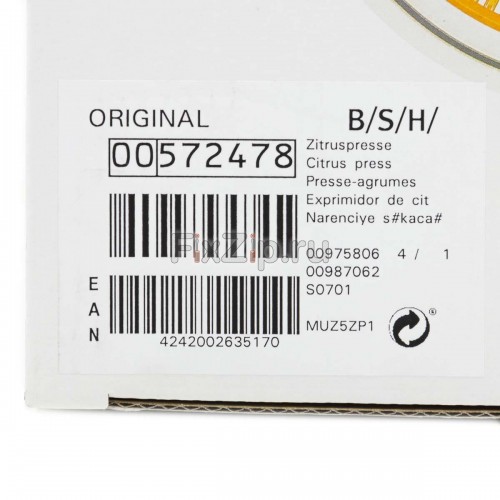 ORIGINAL
B/S/H/
00572478
Zitruspresse
Citrus press
Presse-agrumes
Exprimidor de cit
Narenciye s#kaca#
FixZip.ru
00975806 4 / 1
00987062
S0701
EAN
MUZ5ZP1
4242002635170